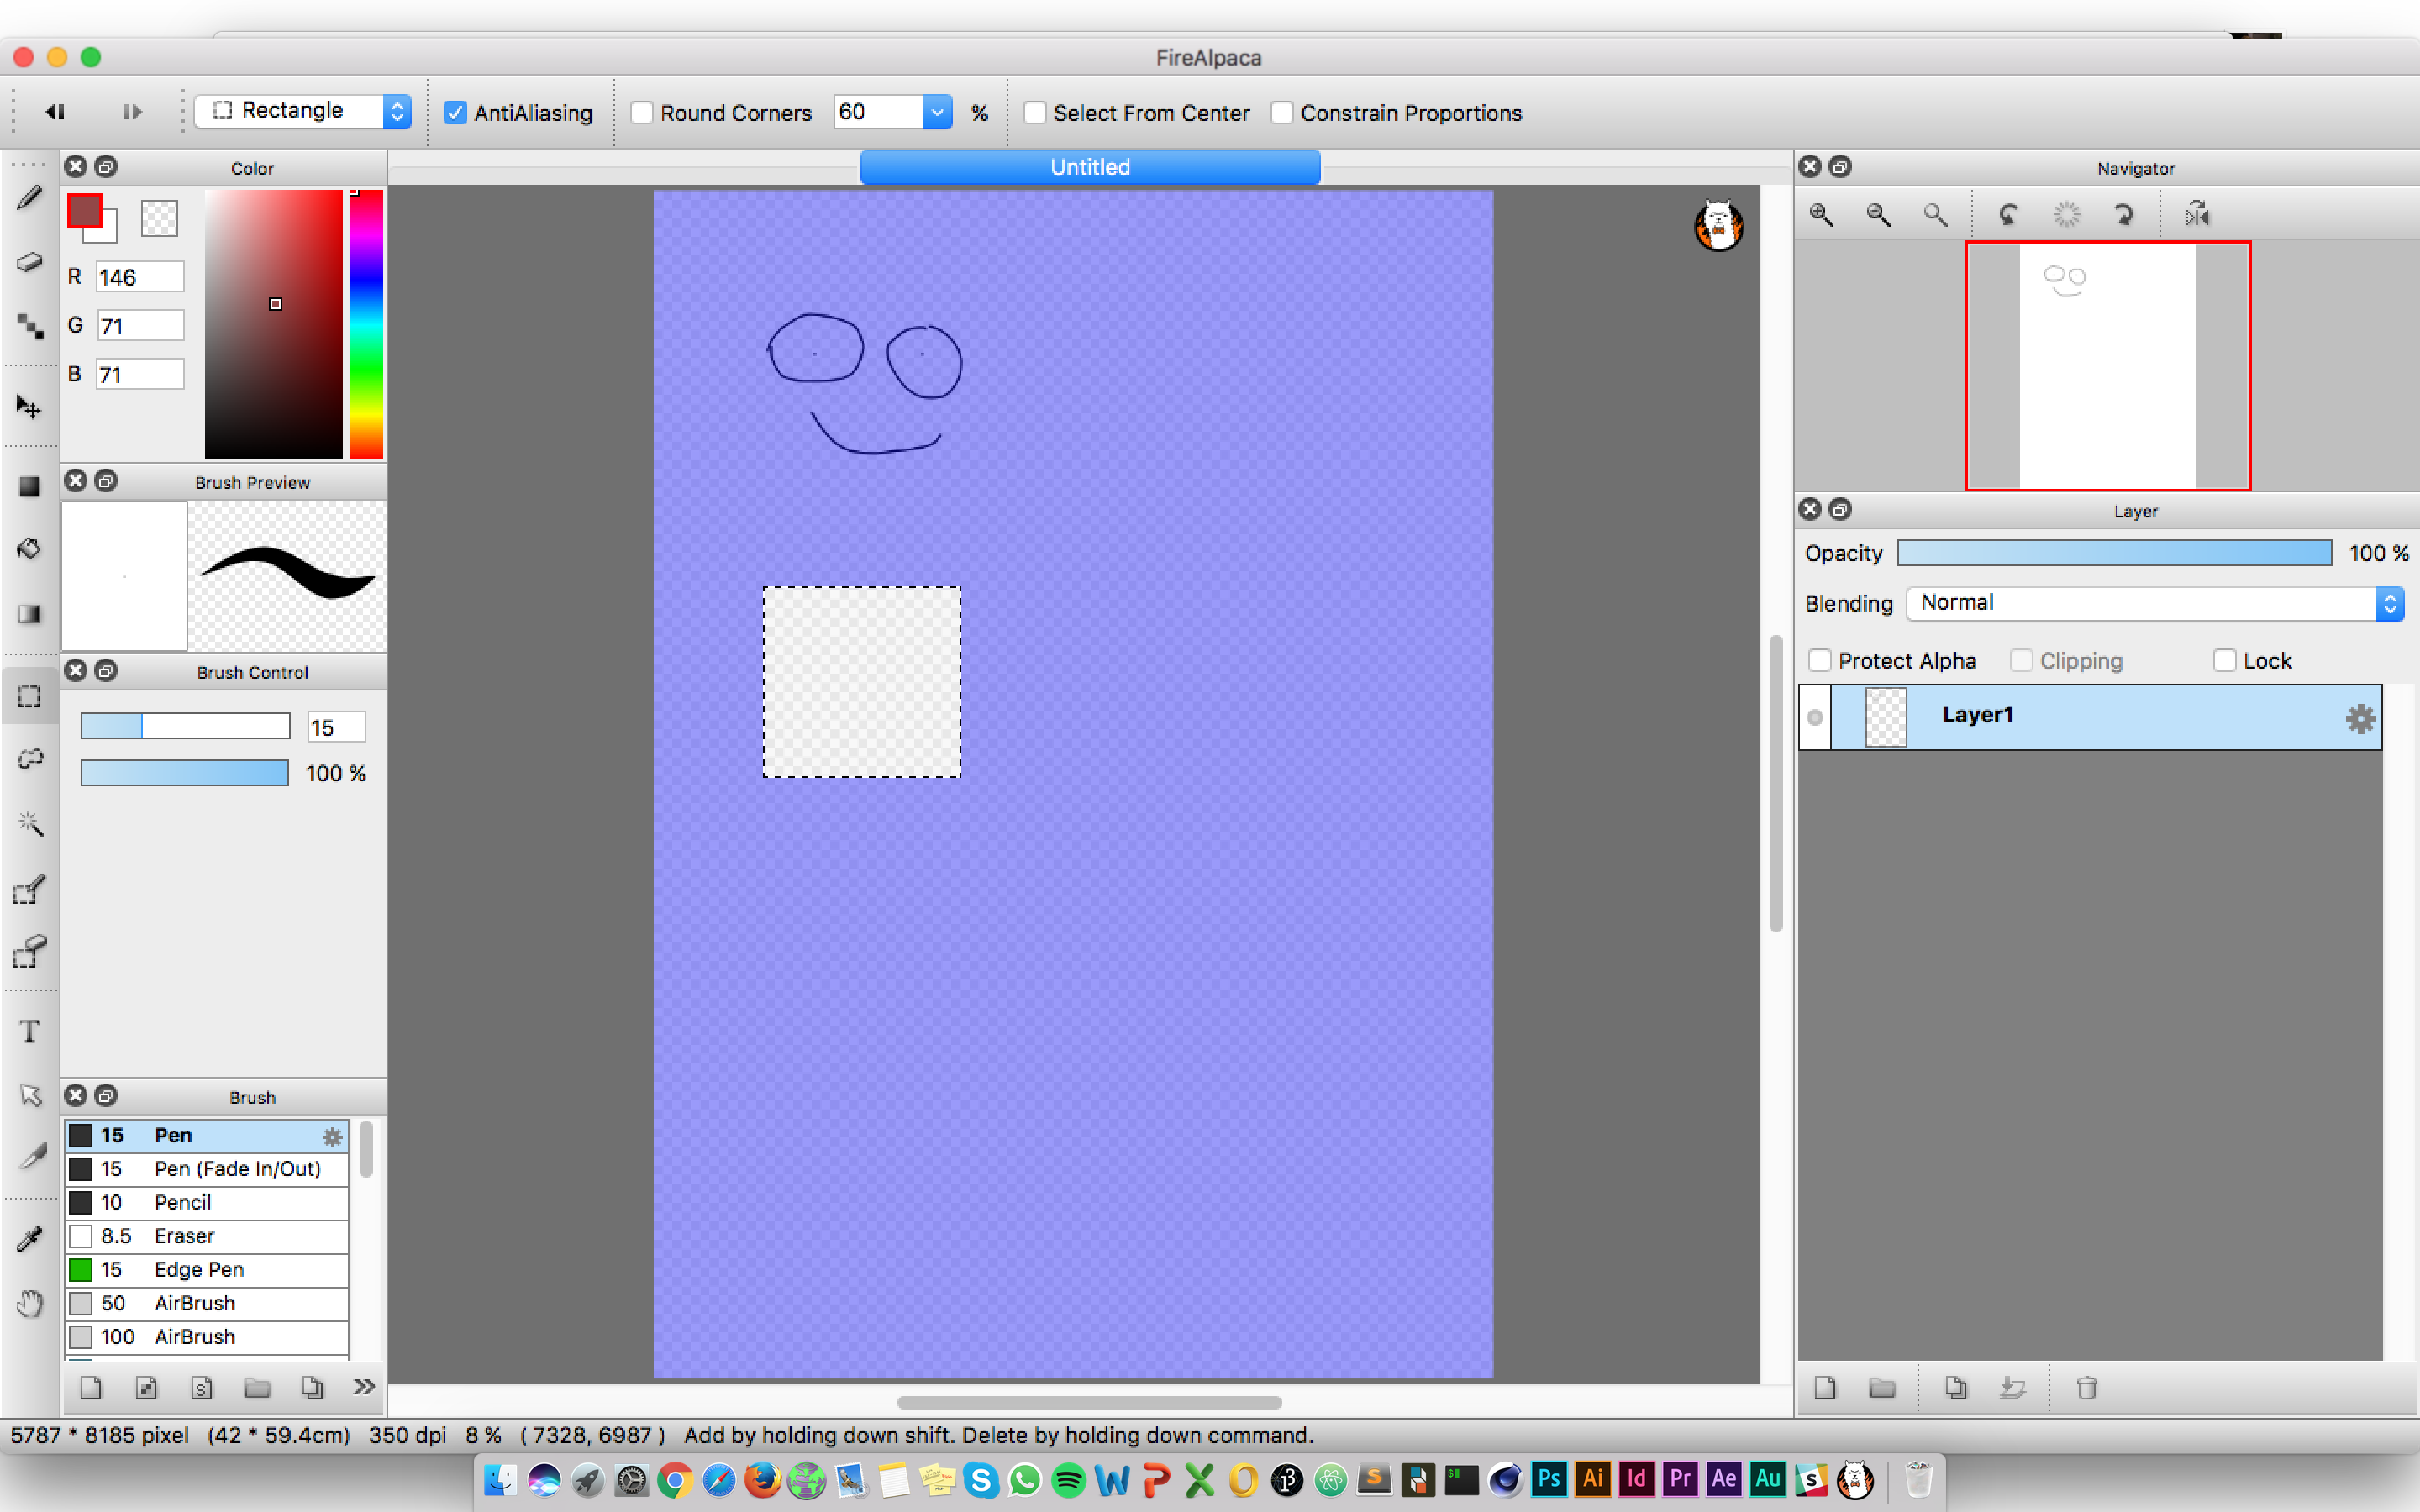 FireAlpaca
Rectangle AntiAliasing Round Corners 60 % Select From Center Constrain Proportions
Color Untitled Navigator
R 146
G 71
B 71
Brush Preview
Layer
Opacity 100 %
Blending Normal
Protect Alpha Clipping Lock
Brush Control
Layer1
15
100 %
T
Brush
15 Pen
15 Pen (Fade In/Out)
10 Pencil
8.5 Eraser
15 Edge Pen
50 AirBrush
100 AirBrush
5787 * 8185 pixel (42 * 59.4cm) 350 dpi 8 % ( 7328, 6987 ) Add by holding down shift. Delete by holding down command.
Ps Ai Id Pr Ae Au